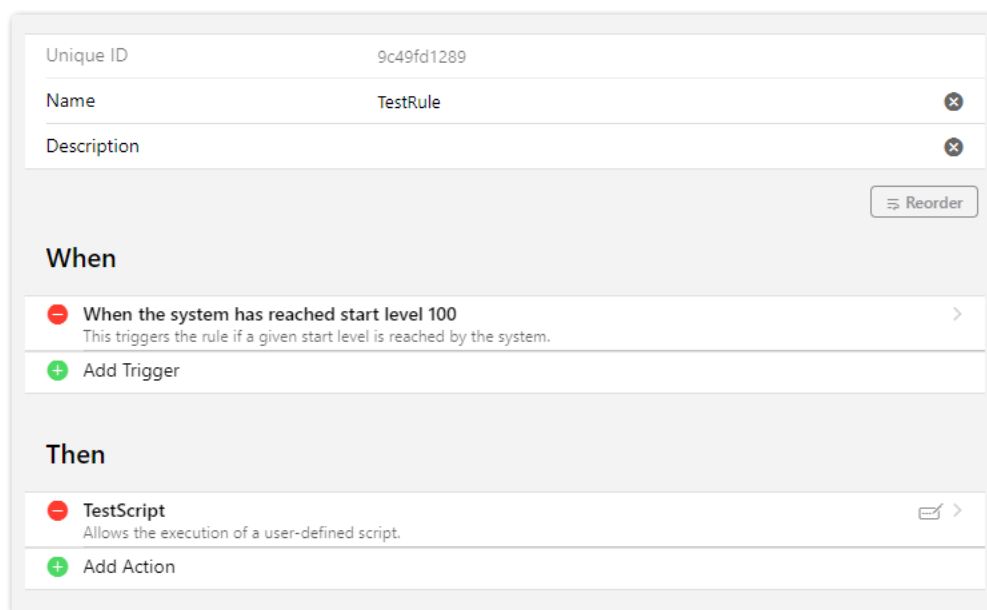 Unique ID 9c49fd1289
Name TestRule
Description
Reorder
When
When the system has reached start level 100
This triggers the rule if a given start level is reached by the system.
Add Trigger
Then
TestScript
Allows the execution of a user-defined script.
Add Action